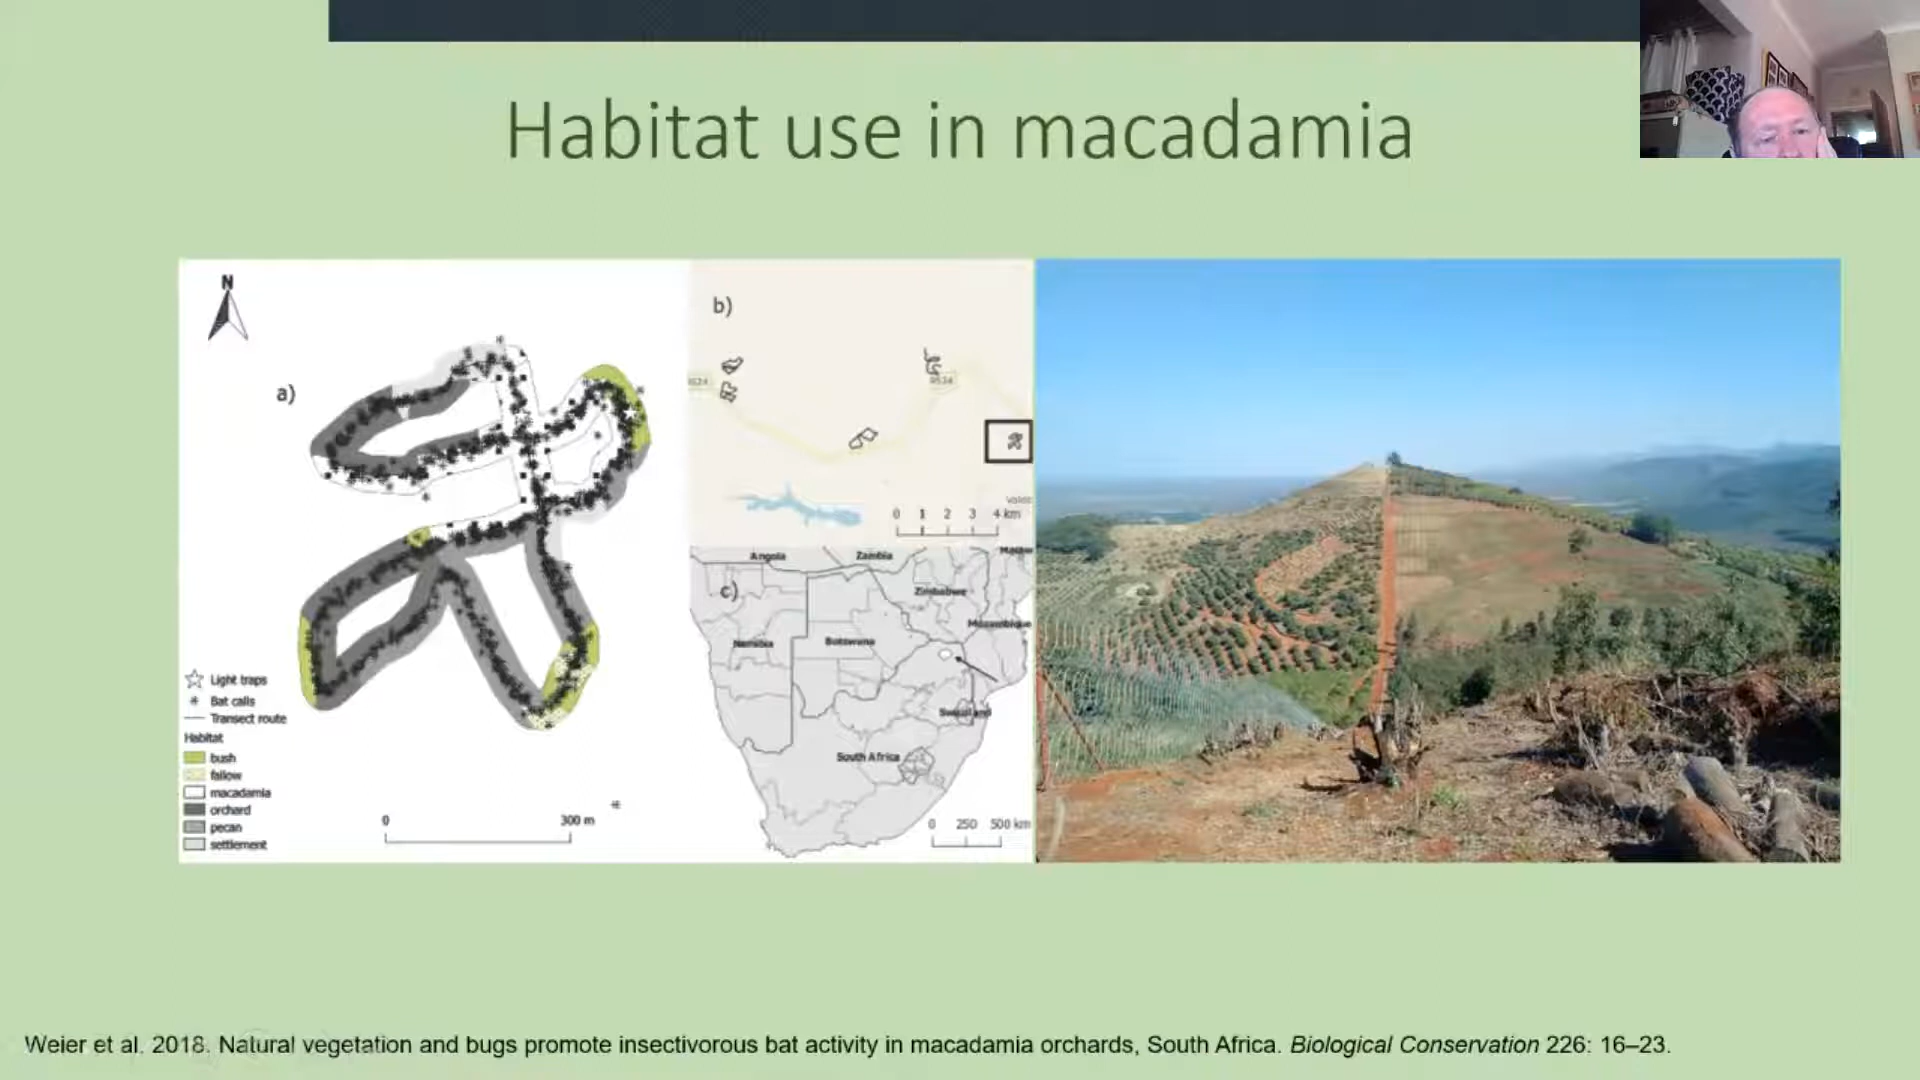 Habitat use in macadamia
N
a)
Light traps
Bat calls
Transect route
Habitat
bush
fallow
macadamia
orchard
pecan
settlement
0 300 m
b)
R524
0 1 2 3 4 km
c)
Angola
Zambia
Zimbabwe
Mozambique
Namibia
Botswana
Swaziland
South Africa
0 250 500 km
Weier et al. 2018. Natural vegetation and bugs promote insectivorous bat activity in macadamia orchards, South Africa. Biological Conservation 226: 16–23.